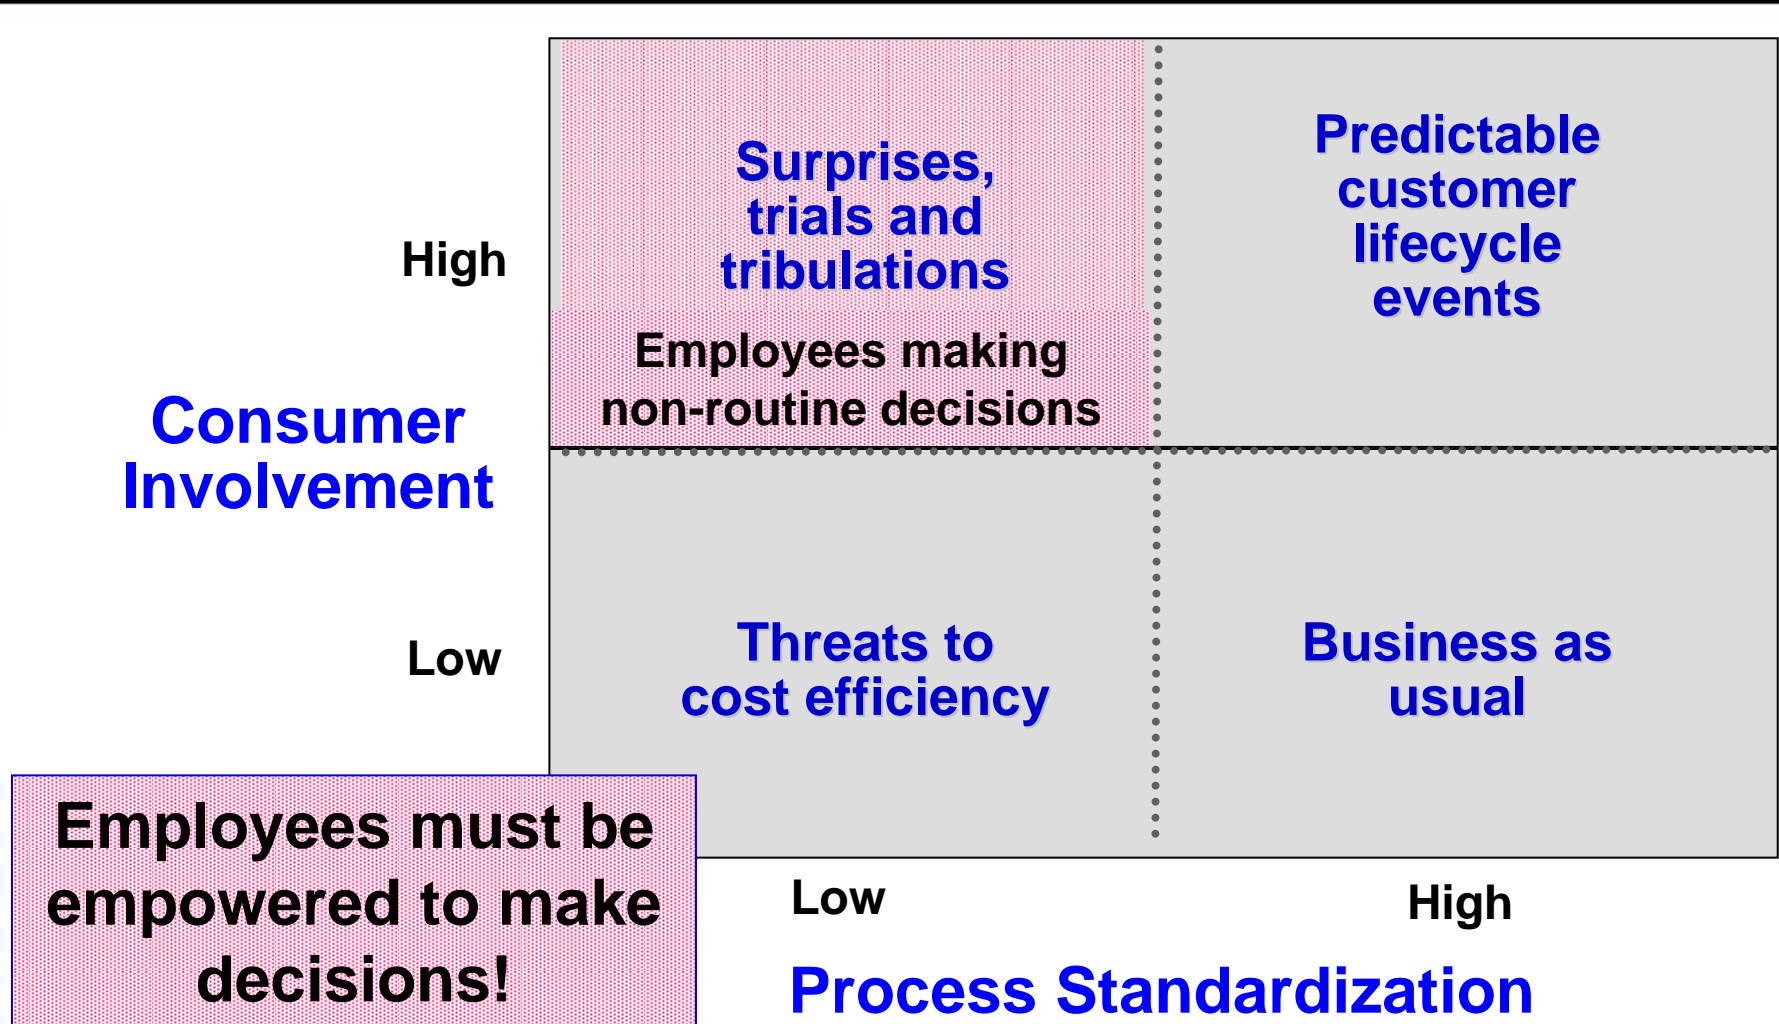 Surprises,
trials and
tribulations
Predictable
customer
lifecycle
events
High
Employees making
non-routine decisions
Consumer
Involvement
Low
Threats to
cost efficiency
Business as
usual
Employees must be
empowered to make
decisions!
Low
High
Process Standardization